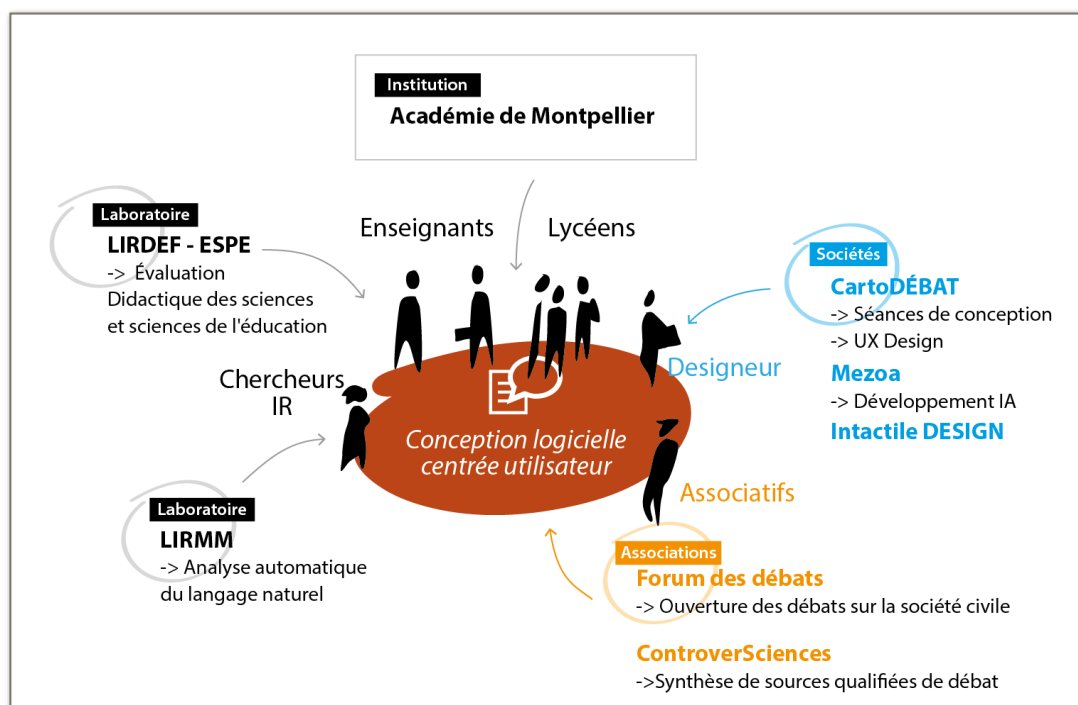 Institution
Académie de Montpellier
Enseignants
Lycéens
Laboratoire
LIRDEF - ESPE
-> Évaluation
Didactique des sciences
et sciences de l'éducation
Sociétés
CartoDÉBAT
-> Séances de conception
-> UX Design
Mezoa
-> Développement IA
Intactile DESIGN
Designeur
Chercheurs
IR
Conception logicielle
centrée utilisateur
Associatifs
Laboratoire
LIRMM
-> Analyse automatique
du langage naturel
Associations
Forum des débats
-> Ouverture des débats sur la société civile
ControverSciences
->Synthèse de sources qualifiées de débat